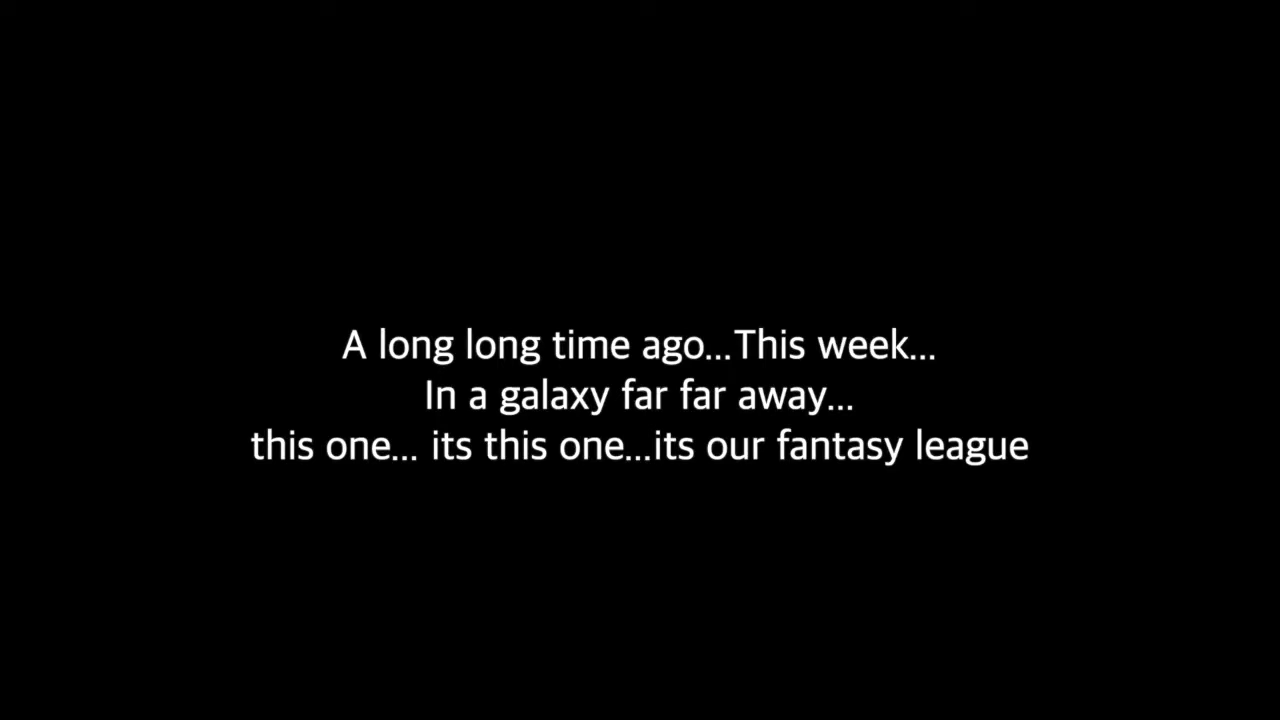 A long long time ago...This week...
In a galaxy far far away...
this one... its this one...its our fantasy league